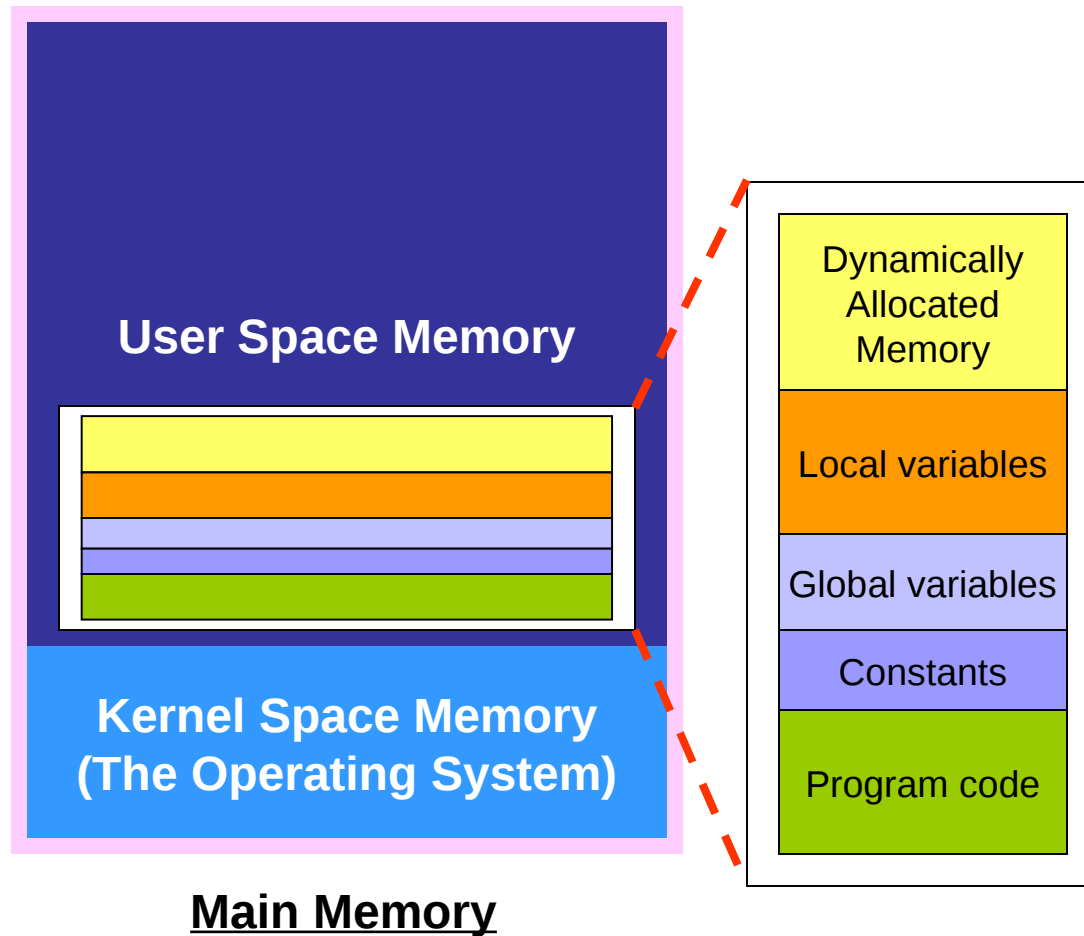 User Space Memory
Kernel Space Memory
(The Operating System)
Main Memory
Dynamically
Allocated
Memory
Local variables
Global variables
Constants
Program code